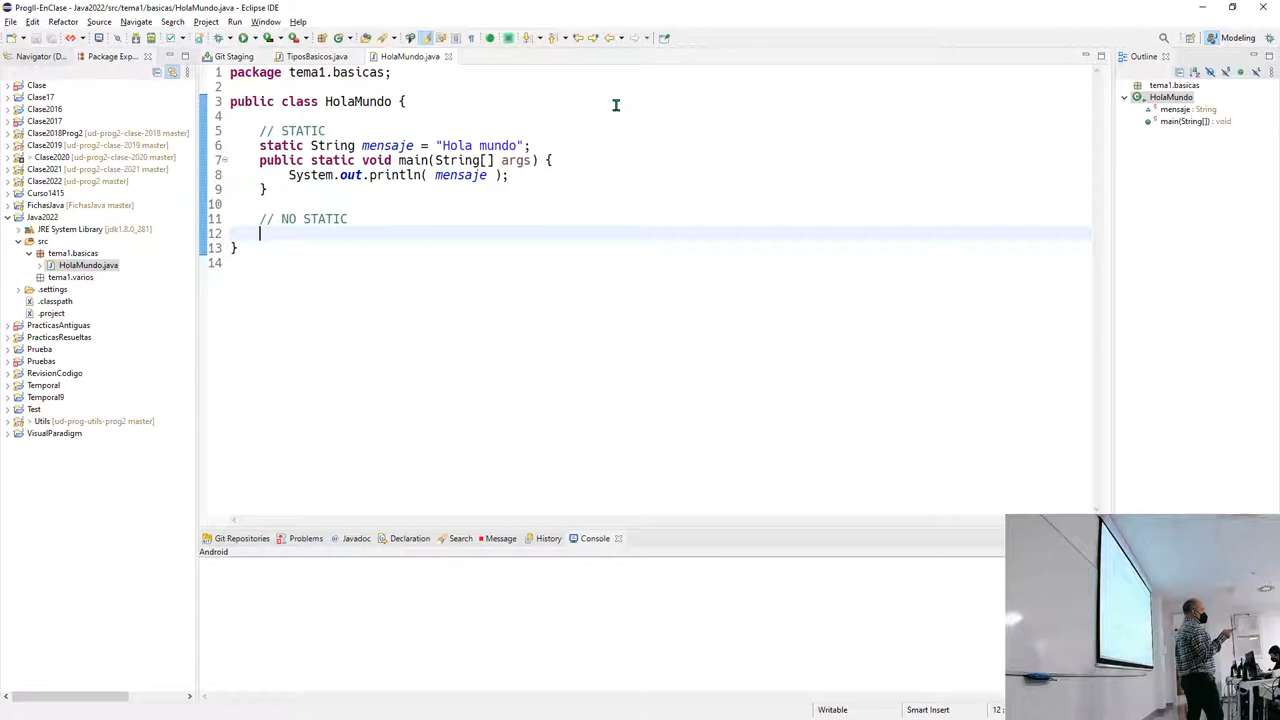 ProgII-EnClase - Java2022/src/tema1/basicas/HolaMundo.java - Eclipse IDE
File Edit Refactor Source Navigate Search Project Run Window Help
Modeling
Navigator (D... Package Exp...
Git Staging TiposBasicos.java HolaMundo.java
Outline
Clase
Clase17
Clase2016
Clase2017
Clase2018Prog2 [ud-prog2-clase-2018 master]
Clase2019 [ud-prog2-clase-2019 master]
> Clase2020 [ud-prog2-clase-2020 master]
Clase2021 [ud-prog2-clase-2021 master]
Clase2022 [ud-prog2 master]
Curso1415
FichasJava [FichasJava master]
Java2022
JRE System Library [jdk1.8.0_281]
src
tema1.basicas
HolaMundo.java
tema1.varios
.settings
.classpath
.project
PracticasAntiguas
PracticasResueltas
Prueba
Pruebas
RevisionCodigo
Temporal
Temporal9
Test
> Utils [ud-prog-utils-prog2 master]
VisualParadigm
1 package tema1.basicas;
2
3 public class HolaMundo {
4
5 // STATIC
6 static String mensaje = "Hola mundo";
7 public static void main(String[] args) {
8 System.out.println( mensaje );
9 }
10
11 // NO STATIC
12
13 }
14
tema1.basicas
HolaMundo
mensaje : String
main(String[]) : void
Git Repositories Problems Javadoc Declaration Search Message History Console
Android
Writable Smart Insert 12 :